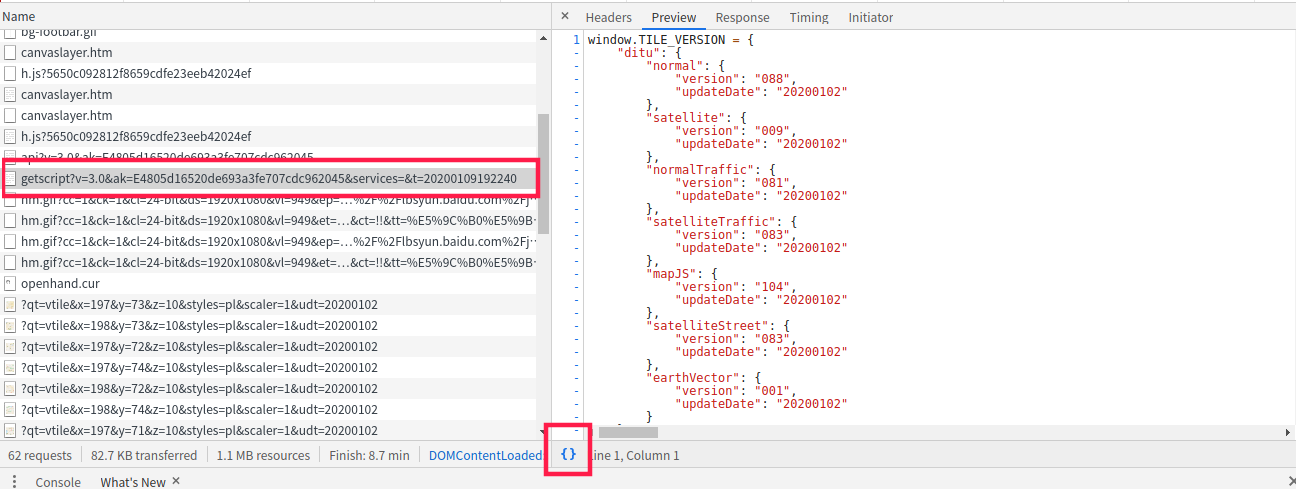 Name
bg-footbar.gif
canvaslayer.htm
h.js?5650c092812f8659cdfe23eeb42024ef
canvaslayer.htm
canvaslayer.htm
h.js?5650c092812f8659cdfe23eeb42024ef
api?v=3.0&ak=E4805d16520de693a3fe707cdc962045
getscript?v=3.0&ak=E4805d16520de693a3fe707cdc962045&services=&t=20200109192240
hm.gif?cc=1&ck=1&cl=24-bit&ds=1920x1080&vl=949&ep=…%2F%2Flbsyun.baidu.com%2Fj…
hm.gif?cc=1&ck=1&cl=24-bit&ds=1920x1080&vl=949&et=…&ct=!!&tt=%E5%9C%B0%E5%9B…
hm.gif?cc=1&ck=1&cl=24-bit&ds=1920x1080&vl=949&ep=…%2F%2Flbsyun.baidu.com%2Fj…
hm.gif?cc=1&ck=1&cl=24-bit&ds=1920x1080&vl=949&et=…&ct=!!&tt=%E5%9C%B0%E5%9B…
openhand.cur
?qt=vtile&x=197&y=73&z=10&styles=pl&scaler=1&udt=20200102
?qt=vtile&x=198&y=73&z=10&styles=pl&scaler=1&udt=20200102
?qt=vtile&x=197&y=72&z=10&styles=pl&scaler=1&udt=20200102
?qt=vtile&x=197&y=74&z=10&styles=pl&scaler=1&udt=20200102
?qt=vtile&x=198&y=72&z=10&styles=pl&scaler=1&udt=20200102
?qt=vtile&x=198&y=74&z=10&styles=pl&scaler=1&udt=20200102
?qt=vtile&x=197&y=71&z=10&styles=pl&scaler=1&udt=20200102
62 requests 82.7 KB transferred 1.1 MB resources Finish: 8.7 min DOMContentLoaded:
× Headers Preview Response Timing Initiator
1 window.TILE_VERSION = {
- "ditu": {
- "normal": {
- "version": "088",
- "updateDate": "20200102"
- },
- "satellite": {
- "version": "009",
- "updateDate": "20200102"
- },
- "normalTraffic": {
- "version": "081",
- "updateDate": "20200102"
- },
- "satelliteTraffic": {
- "version": "083",
- "updateDate": "20200102"
- },
- "mapJS": {
- "version": "104",
- "updateDate": "20200102"
- },
- "satelliteStreet": {
- "version": "083",
- "updateDate": "20200102"
- },
- "earthVector": {
- "version": "001",
- "updateDate": "20200102"
- }
{} Line 1, Column 1
Console What's New ×